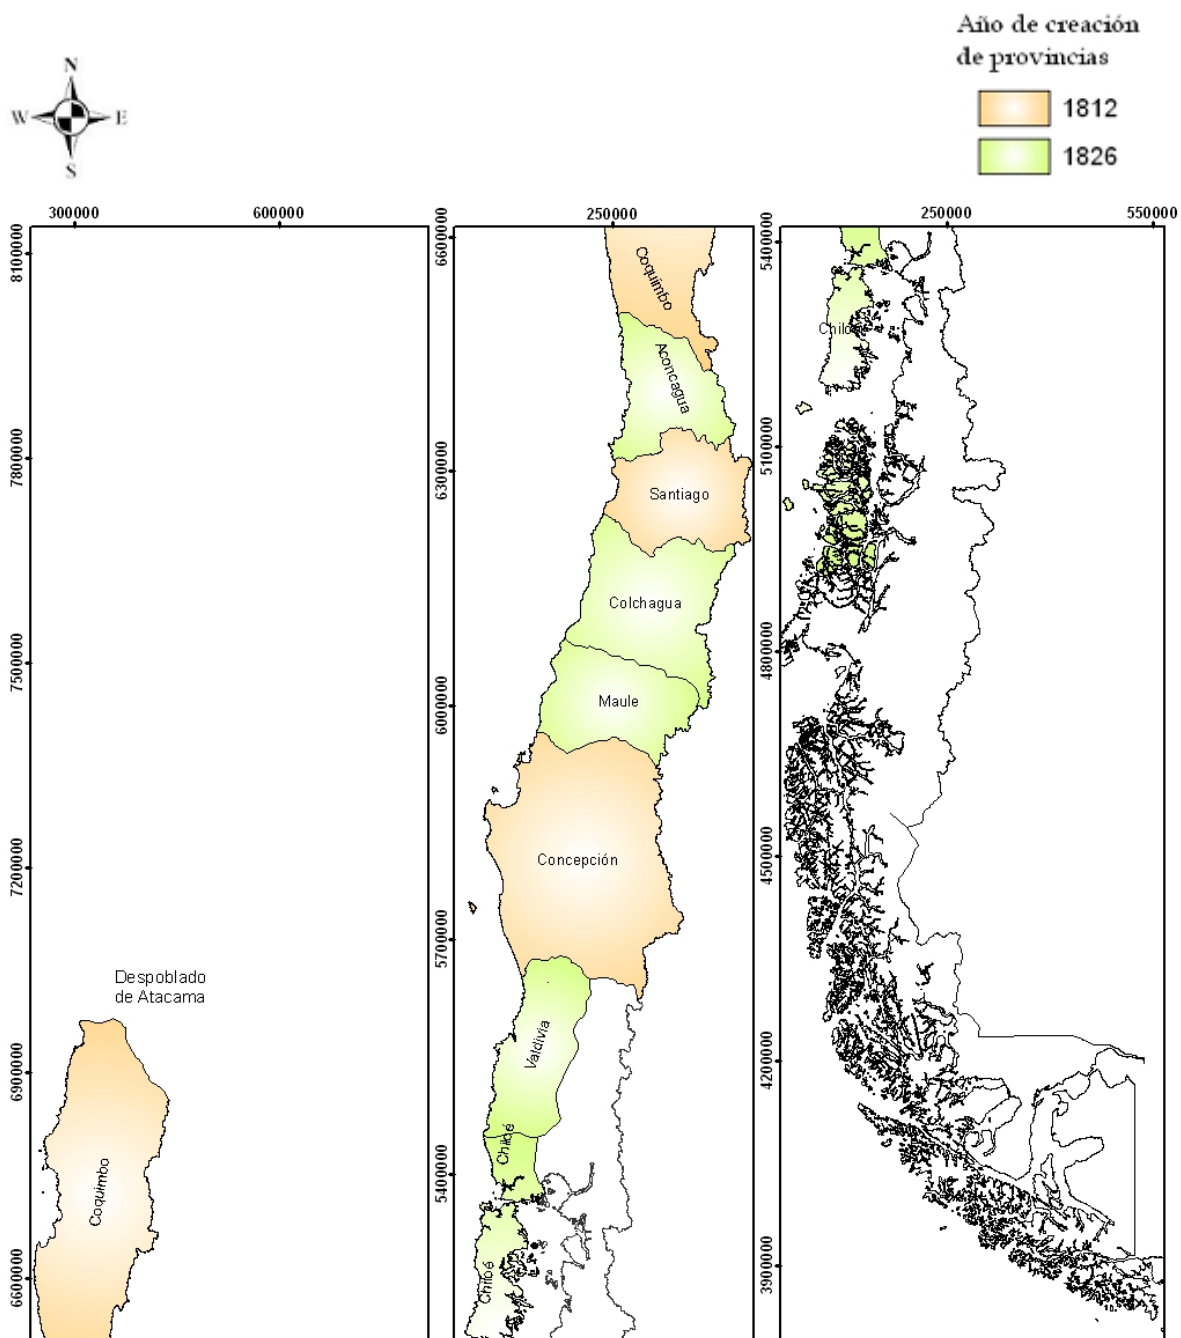 Año de creación
de provincias
1812
1826
N
W
E
S
300000
600000
8100000
7800000
7500000
7200000
6900000
6600000
Despoblado
de Atacama
Coquimbo
250000
6600000
6300000
6000000
5700000
5400000
Coquimbo
Aconcagua
Santiago
Colchagua
Maule
Concepción
Valdivia
Chiloé
Chiloé
250000
550000
5400000
5100000
4800000
4500000
4200000
3900000
Chiloé